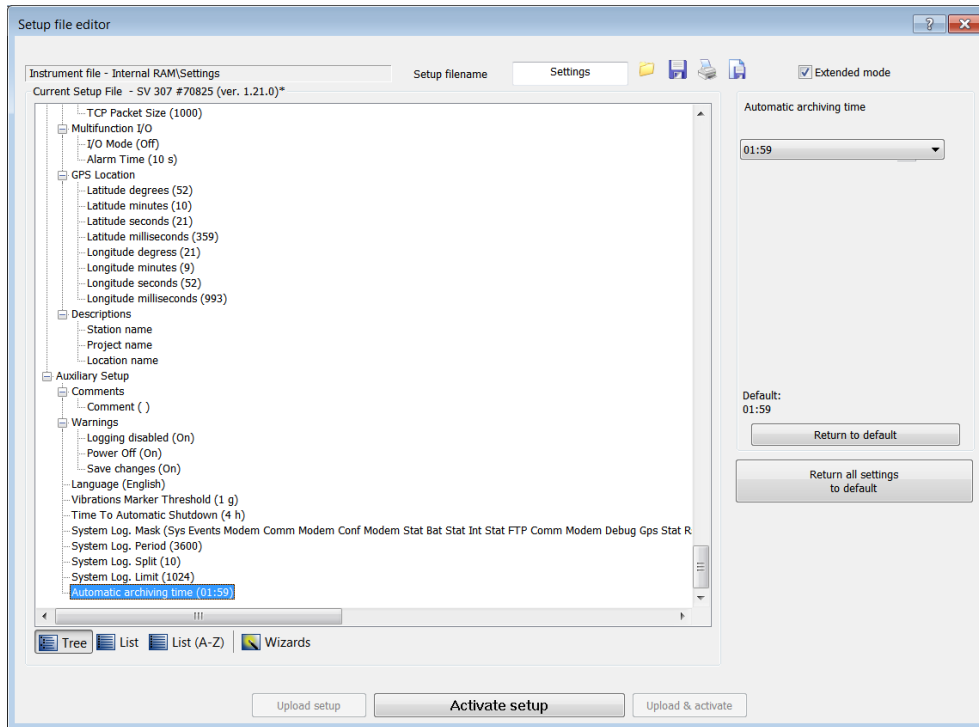 Setup file editor
?
Instrument file - Internal RAM\Settings
Setup filename
Settings
Extended mode
Current Setup File - SV 307 #70825 (ver. 1.21.0)*
Automatic archiving time
01:59
TCP Packet Size (1000)
Multifunction I/O
I/O Mode (Off)
Alarm Time (10 s)
GPS Location
Latitude degrees (52)
Latitude minutes (10)
Latitude seconds (21)
Latitude milliseconds (359)
Longitude degress (21)
Longitude minutes (9)
Longitude seconds (52)
Longitude milliseconds (993)
Descriptions
Station name
Project name
Location name
Auxiliary Setup
Comments
Comment ( )
Warnings
Logging disabled (On)
Power Off (On)
Save changes (On)
Language (English)
Vibrations Marker Threshold (1 g)
Time To Automatic Shutdown (4 h)
System Log. Mask (Sys Events Modem Comm Modem Conf Modem Stat Bat Stat Int Stat FTP Comm Modem Debug Gps Stat R
System Log. Period (3600)
System Log. Split (10)
System Log. Limit (1024)
Automatic archiving time (01:59)
Default:
01:59
Return to default
Return all settings
to default
Tree
List
List (A-Z)
Wizards
Upload setup
Activate setup
Upload & activate